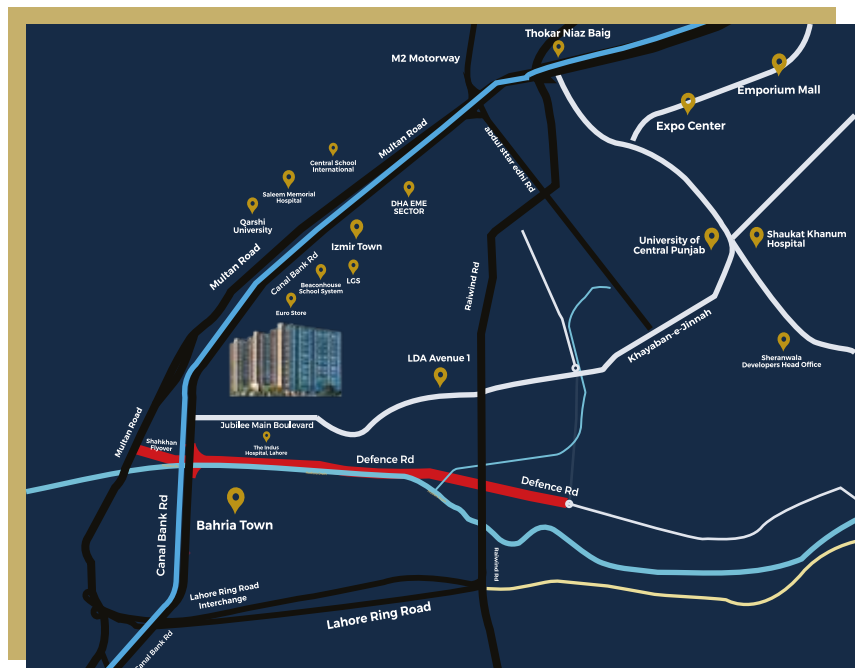 Thokar Niaz Baig
M2 Motorway
Emporium Mall
Expo Center
Multan Road
abdul sttar edhi Rd
Central School
International
Saleem Memorial
Hospital
DHA EME
SECTOR
Qarshi
University
Izmir Town
University of
Central Punjab
Shaukat Khanum
Hospital
Multan Road
Canal Bank Rd
LGS
Beaconhouse
School System
Raiwind Rd
Euro Store
Khayaban-e-Jinnah
LDA Avenue 1
Sheranwala
Developers Head Office
Multan Road
Jubilee Main Boulevard
Shahkhan
Flyover
The Indus
Hospital, Lahore
Defence Rd
Defence Rd
Canal Bank Rd
Bahria Town
Raiwind Rd
Lahore Ring Road
Interchange
Lahore Ring Road
Canal Bank Rd